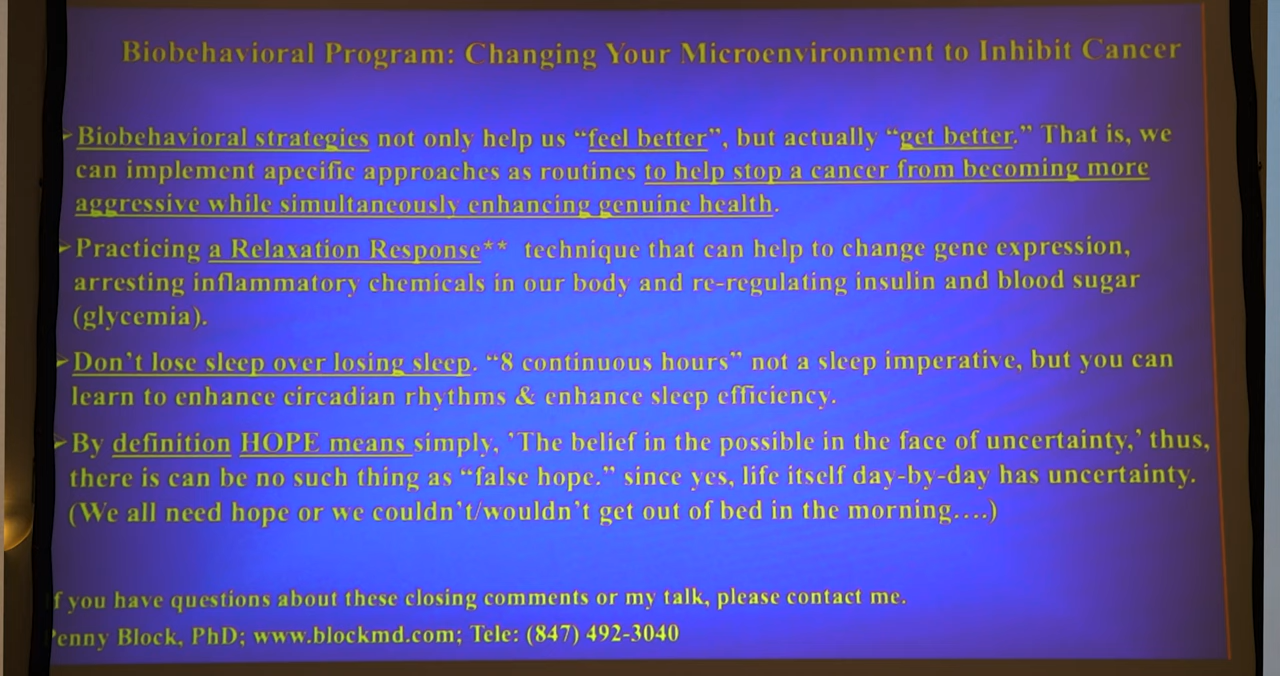 Biobehavioral Program: Changing Your Microenvironment to Inhibit Cancer
➢Biobehavioral strategies not only help us “feel better”, but actually “get better.” That is, we
can implement apecific approaches as routines to help stop a cancer from becoming more
aggressive while simultaneously enhancing genuine health.
➢Practicing a Relaxation Response** technique that can help to change gene expression,
arresting inflammatory chemicals in our body and re-regulating insulin and blood sugar
(glycemia).
➢Don’t lose sleep over losing sleep. “8 continuous hours” not a sleep imperative, but you can
learn to enhance circadian rhythms & enhance sleep efficiency.
➢By definition HOPE means simply, ’The belief in the possible in the face of uncertainty,’ thus,
there is can be no such thing as “false hope.” since yes, life itself day-by-day has uncertainty.
(We all need hope or we couldn’t/wouldn’t get out of bed in the morning….)
If you have questions about these closing comments or my talk, please contact me.
Penny Block, PhD; www.blockmd.com; Tele: (847) 492-3040